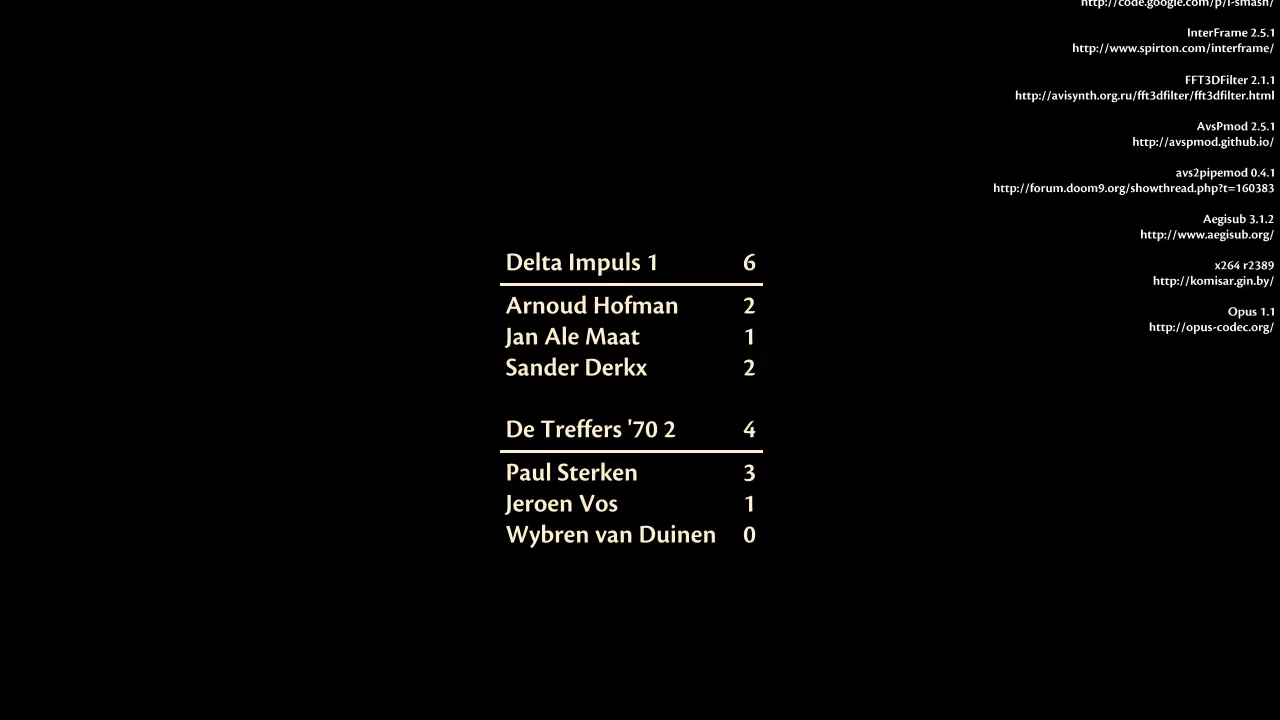 http://code.google.com/p/l-smash/
InterFrame 2.5.1
http://www.spirton.com/interframe/
FFT3DFilter 2.1.1
http://avisynth.org.ru/fft3dfilter/fft3dfilter.html
AvsPmod 2.5.1
http://avspmod.github.io/
avs2pipemod 0.4.1
http://forum.doom9.org/showthread.php?t=160383
Aegisub 3.1.2
http://www.aegisub.org/
x264 r2389
http://komisar.gin.by/
Opus 1.1
http://opus-codec.org/
Delta Impuls 1 6
Arnoud Hofman 2
Jan Ale Maat 1
Sander Derkx 2
De Treffers '70 2 4
Paul Sterken 3
Jeroen Vos 1
Wybren van Duinen 0